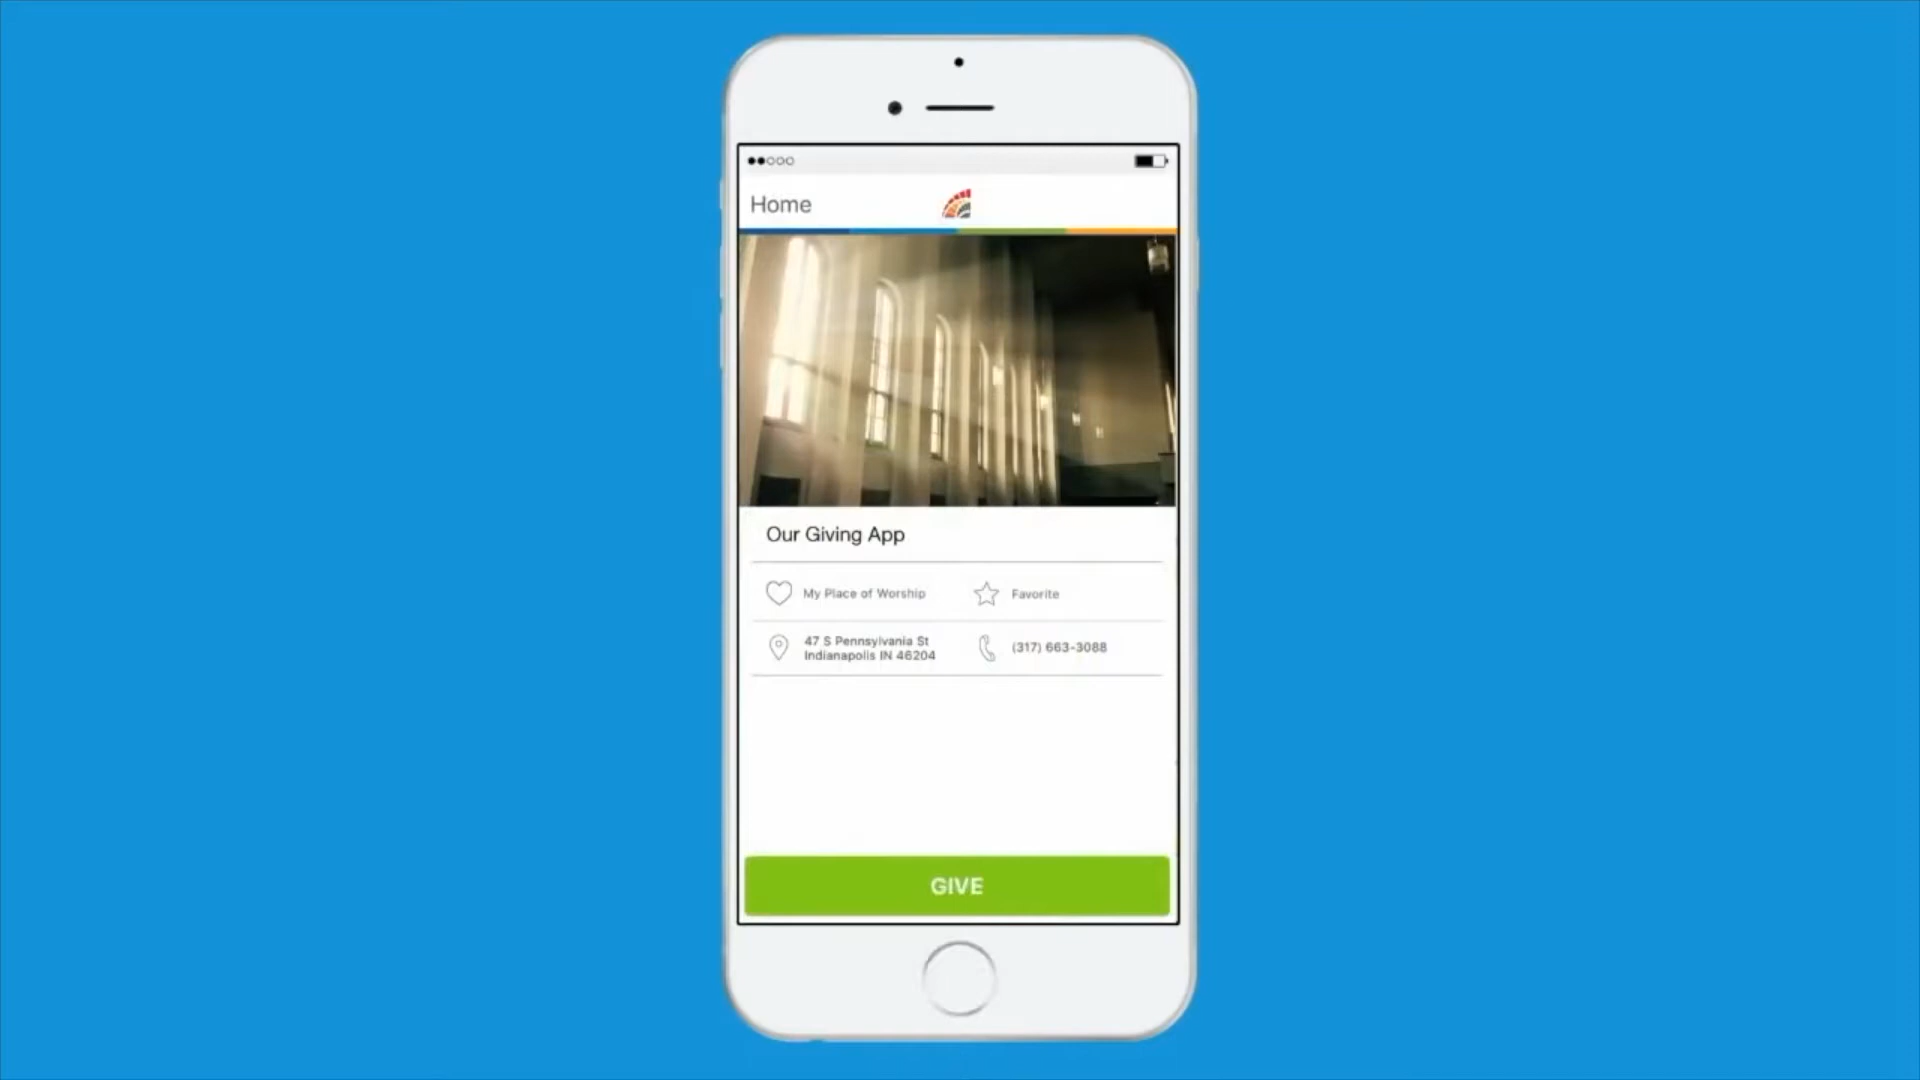 Home
Our Giving App
My Place of Worship
Favorite
47 S Pennsylvania St
Indianapolis IN 46204
(317) 663-3088
GIVE